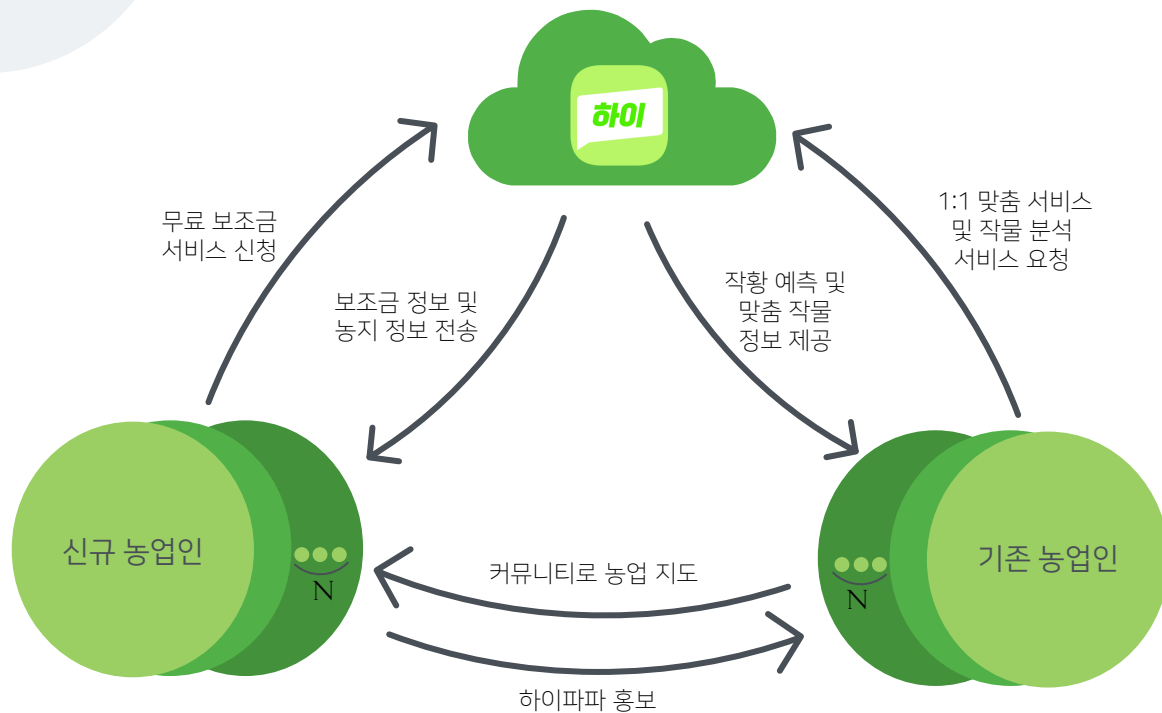 하이
무료 보조금
서비스 신청
보조금 정보 및
농지 정보 전송
작황 예측 및
맞춤 작물
정보 제공
1:1 맞춤 서비스
및 작물 분석
서비스 요청
신규 농업인
N
커뮤니티로 농업 지도
N
기존 농업인
하이파파 홍보